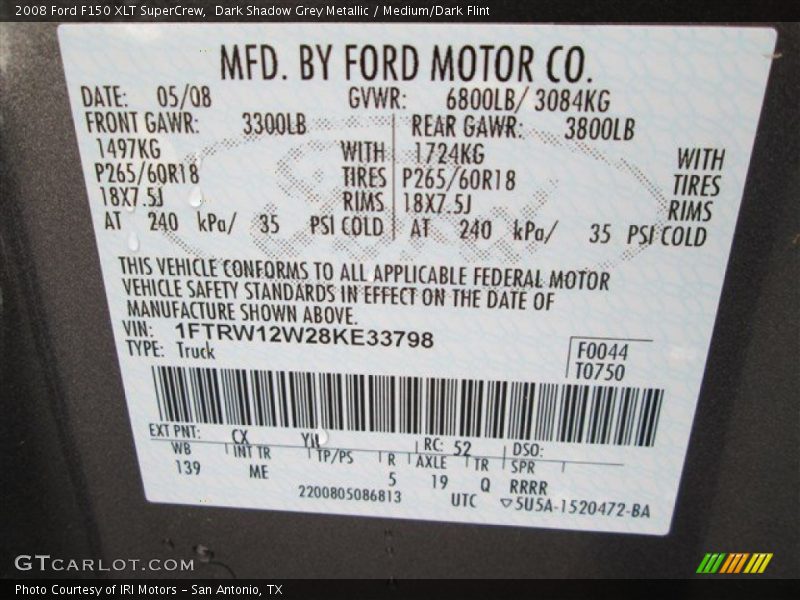 2008 Ford F150 XLT SuperCrew,  Dark Shadow Grey Metallic / Medium/Dark Flint
MFD. BY FORD MOTOR CO.
DATE: 05/08 GVWR: 6800LB/ 3084KG
FRONT GAWR: 3300LB REAR GAWR: 3800LB
1497KG WITH 1724KG WITH
P265/60R18 TIRES P265/60R18 TIRES
18X7.5J RIMS 18X7.5J RIMS
AT 240 kPa/ 35 PSI COLD AT 240 kPa/ 35 PSI COLD
THIS VEHICLE CONFORMS TO ALL APPLICABLE FEDERAL MOTOR
VEHICLE SAFETY STANDARDS IN EFFECT ON THE DATE OF
MANUFACTURE SHOWN ABOVE.
VIN: 1FTRW12W28KE33798
TYPE: Truck
F0044
T0750
EXT PNT: CX RC: 52 DSO:
WB INT TR TP/PS R AXLE TR SPR
139 ME 5 19 Q RRRR
2200805086813 UTC ▽5U5A-1520472-BA
GTCARLOT.COM
Photo Courtesy of IRI Motors – San Antonio, TX